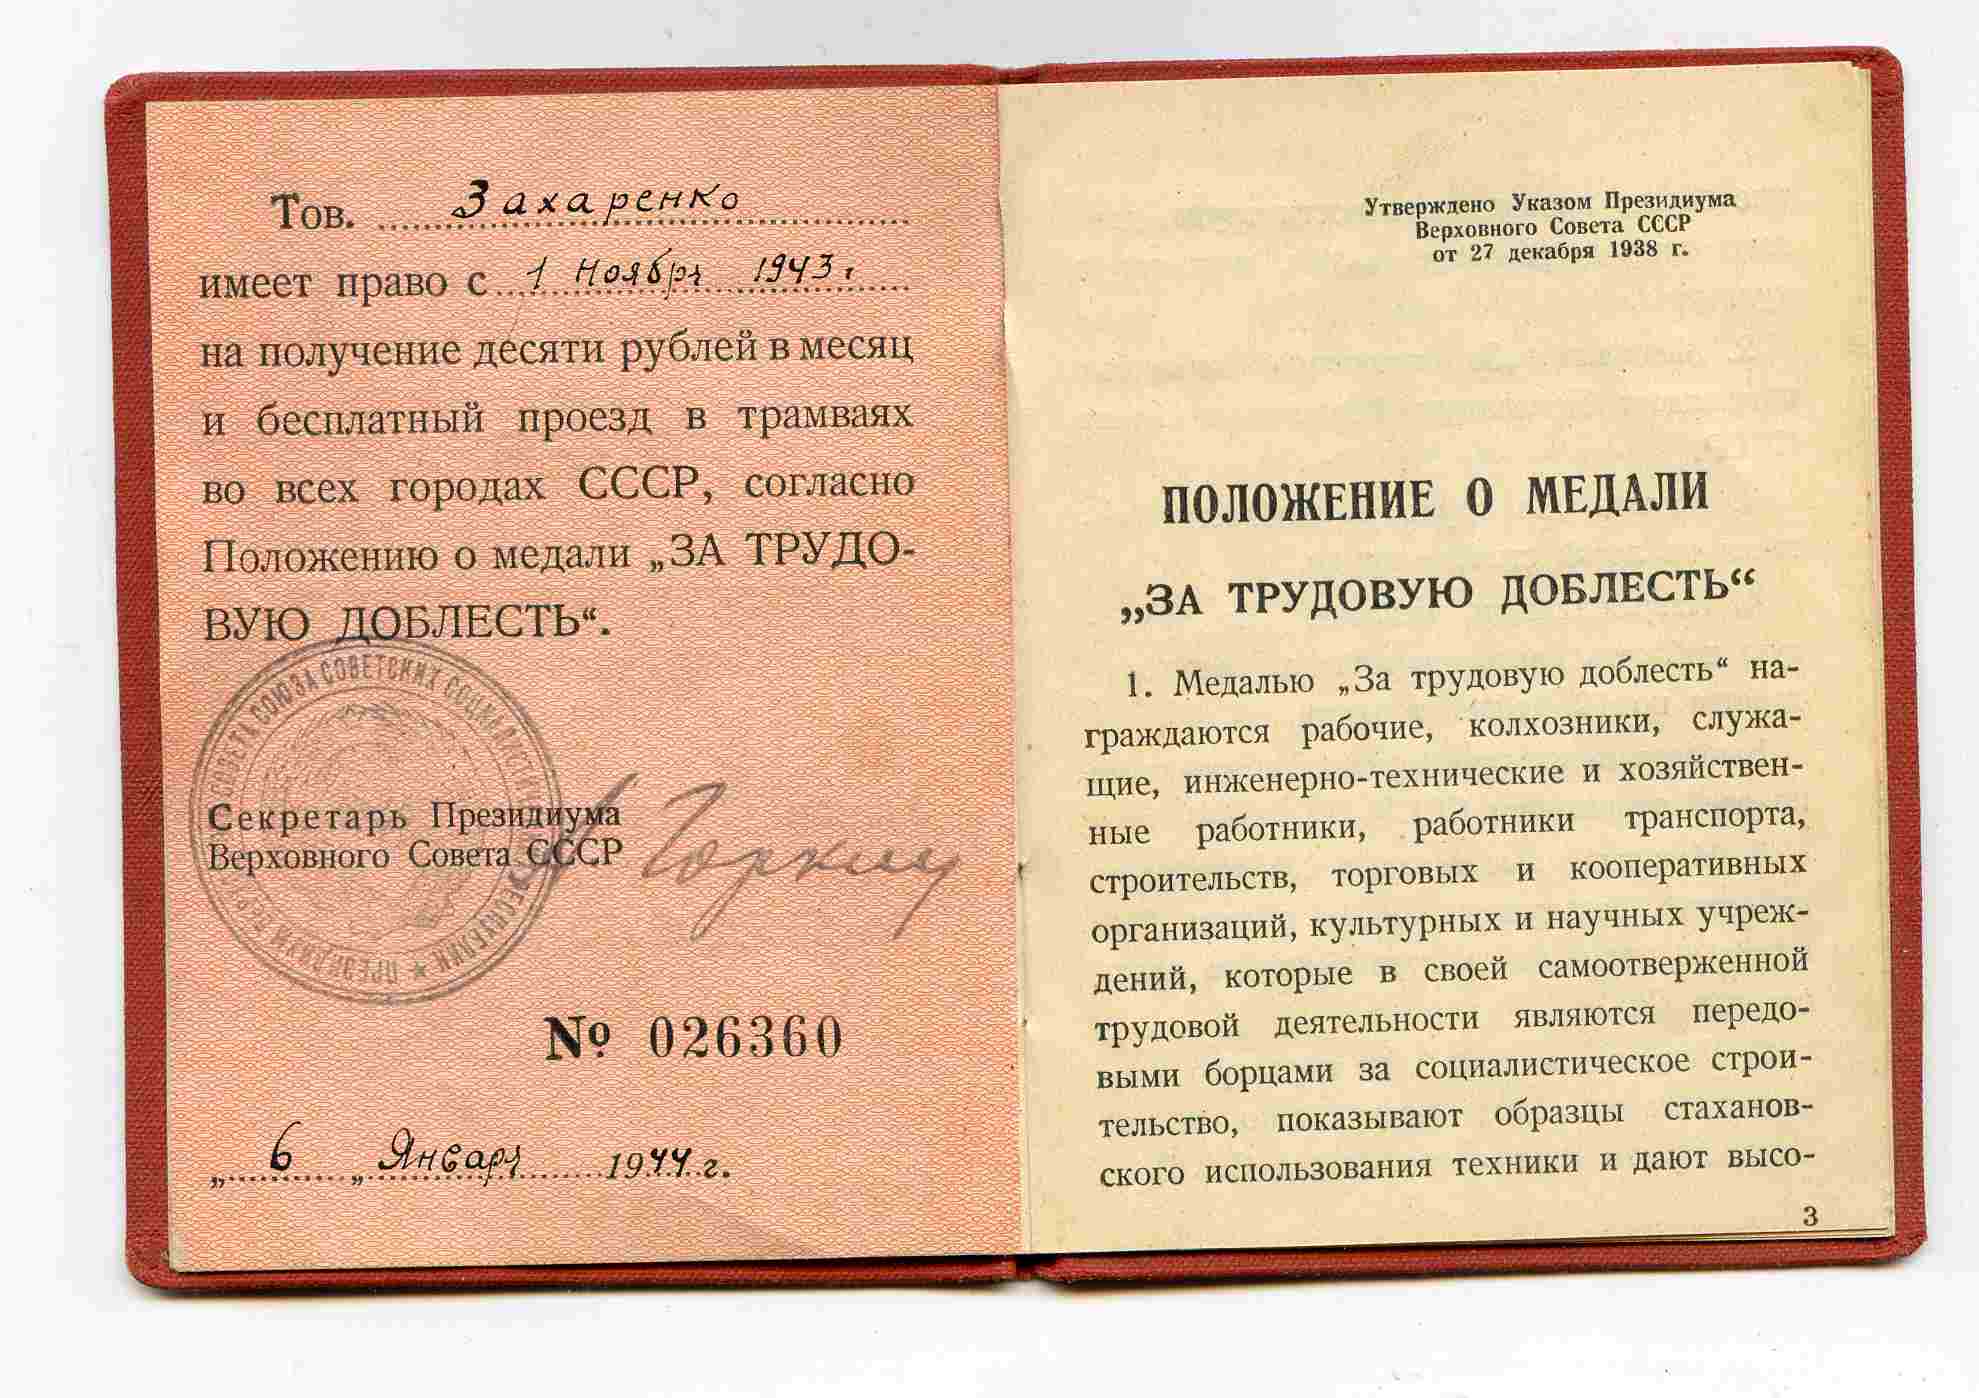 Тов. Захаренко
имеет право с 1 Ноября 1943 г.
на получение десяти рублей в месяц
и бесплатный проезд в трамваях
во всех городах СССР, согласно
Положению о медали „ЗА ТРУДО-
ВУЮ ДОБЛЕСТЬ“.
СОЮЗА СОВЕТСКИХ
Секретарь Президиума
Верховного Совета СССР
Горкин
№ 026360
„ 6 „ Января 1944 г.
Утверждено Указом Президиума
Верховного Совета СССР
от 27 декабря 1938 г.
ПОЛОЖЕНИЕ О МЕДАЛИ
„ЗА ТРУДОВУЮ ДОБЛЕСТЬ“
1. Медалью „За трудовую доблесть“ на-
граждаются рабочие, колхозники, служа-
щие, инженерно-технические и хозяйствен-
ные работники, работники транспорта,
строительств, торговых и кооперативных
организаций, культурных и научных учреж-
дений, которые в своей самоотверженной
трудовой деятельности являются передо-
выми борцами за социалистическое строи-
тельство, показывают образцы стаханов-
ского использования техники и дают высо-
3